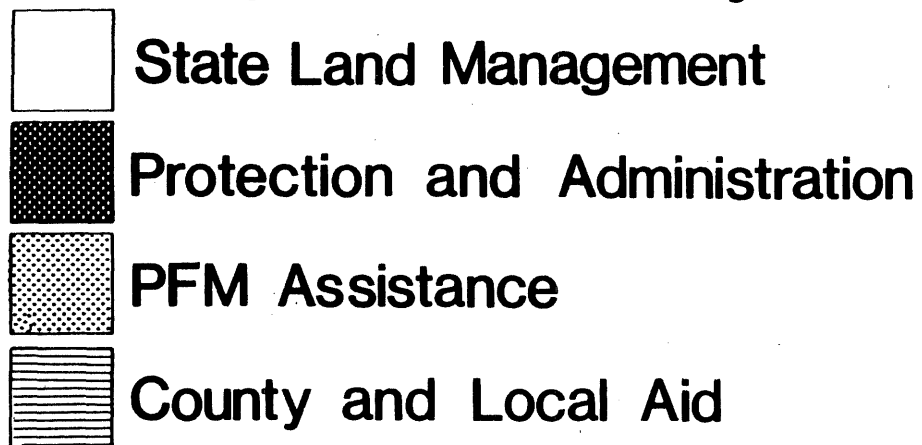 State Land Management
Protection and Administration
PFM Assistance
County and Local Aid